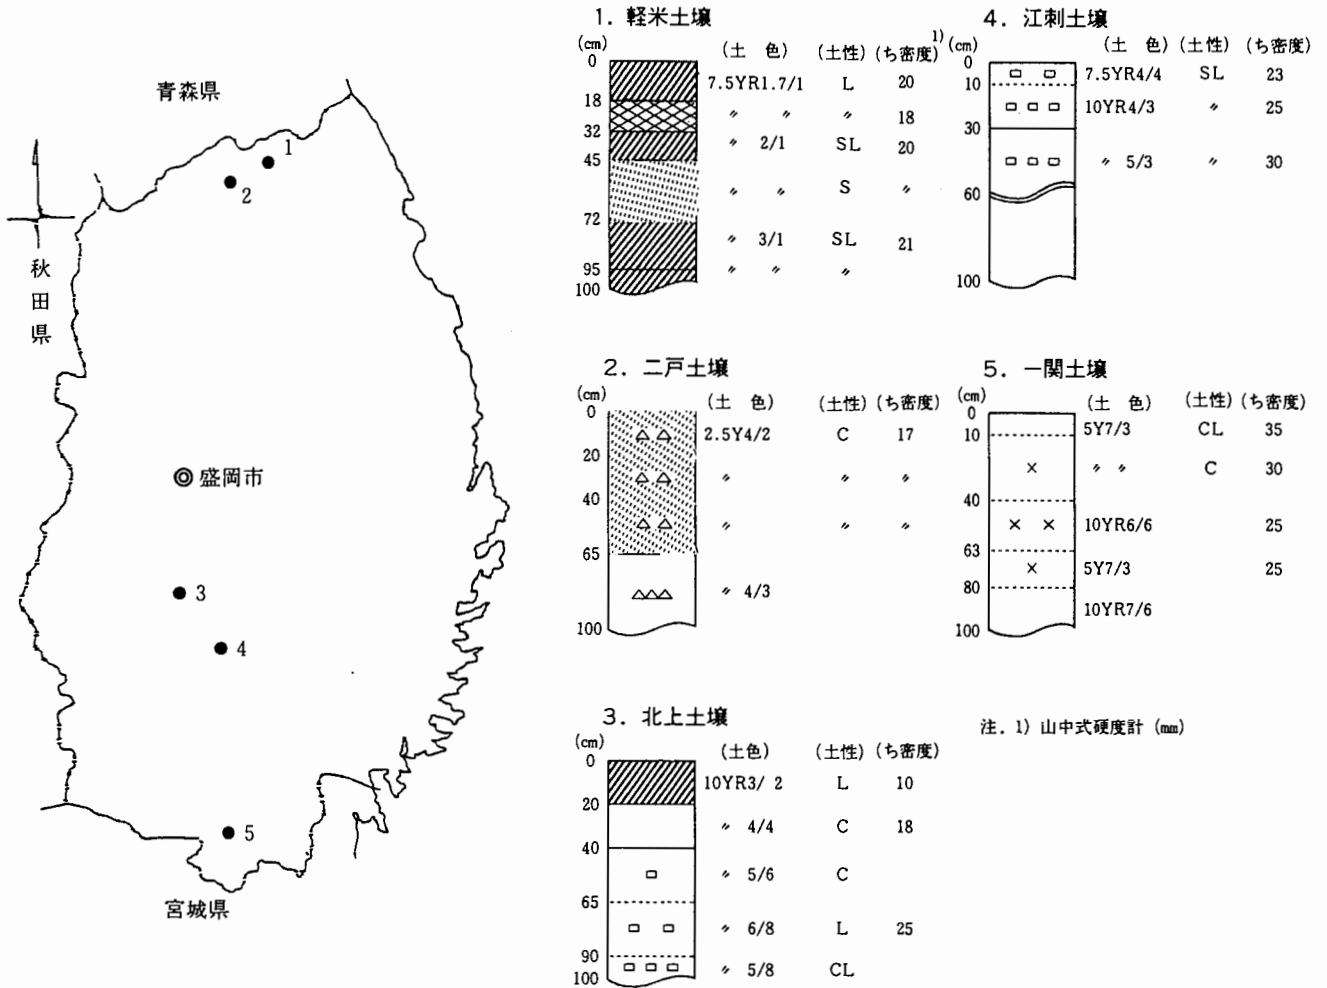 青森県
秋田県
1
2
◎ 盛岡市
3
4
5
宮城県
1. 軽米土壌
(cm) (土 色) (土性) (ち密度) 1)
0
7.5YR1.7/1 L 20
18
〃 〃 〃 18
32
〃 2/1 SL 20
45
〃 〃 S 〃
72
〃 3/1 SL 21
95 〃 〃 〃
100
2. 二戸土壌
(cm) (土 色) (土性) (ち密度)
0
2.5Y4/2 C 17
20
〃 〃 〃
40
〃 〃 〃
65
〃 4/3
100
3. 北上土壌
(cm) (土色) (土性) (ち密度)
0
10YR3/ 2 L 10
20
〃 4/4 C 18
40
〃 5/6 C
65
〃 6/8 L 25
90
〃 5/8 CL
100
4. 江刺土壌
(cm) (土 色) (土性) (ち密度)
0
7.5YR4/4 SL 23
10
10YR4/3 〃 25
30
〃 5/3 〃 30
60
100
5. 一関土壌
(cm) (土 色) (土性) (ち密度)
0
5Y7/3 CL 35
10
〃 〃 C 30
40
10YR6/6 25
63
5Y7/3 25
80
10YR7/6
100
注. 1) 山中式硬度計 (mm)